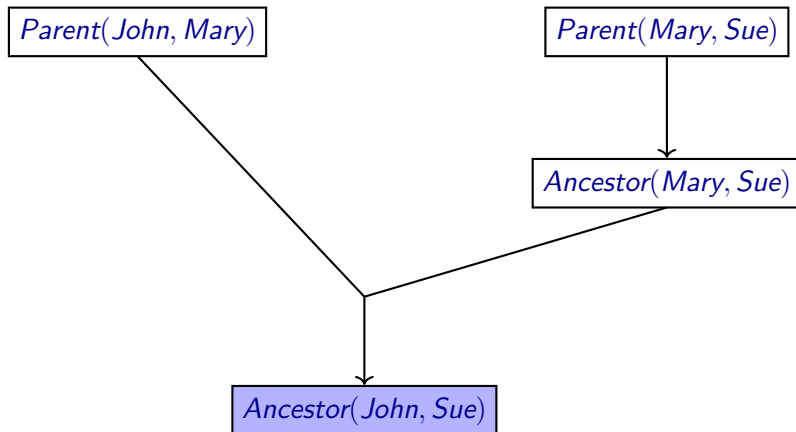 Parent(John, Mary)
Parent(Mary, Sue)
Ancestor(Mary, Sue)
Ancestor(John, Sue)